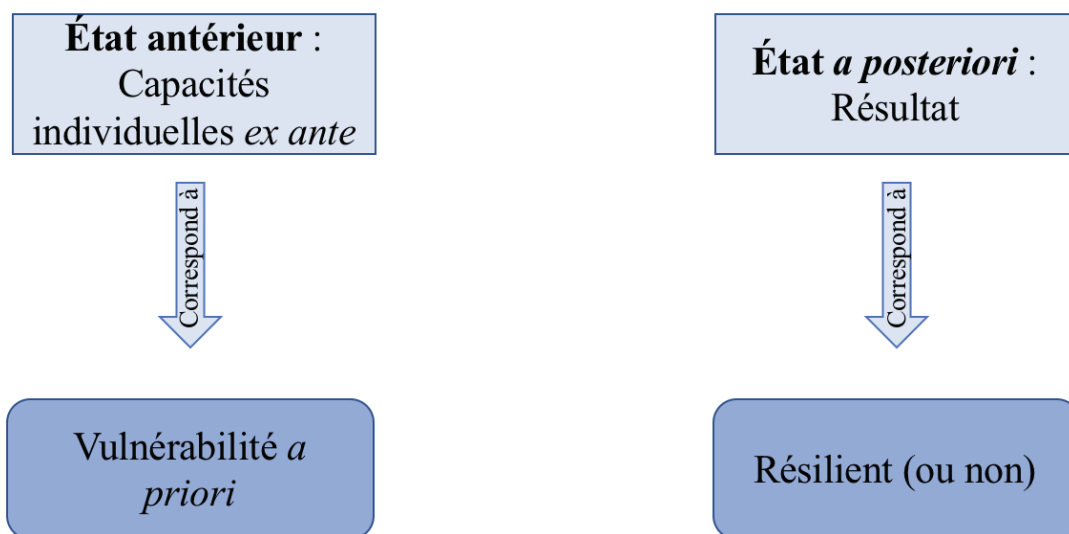 État antérieur :
Capacités
individuelles ex ante
État a posteriori :
Résultat
Correspond à
Correspond à
Vulnérabilité a
priori
Résilient (ou non)